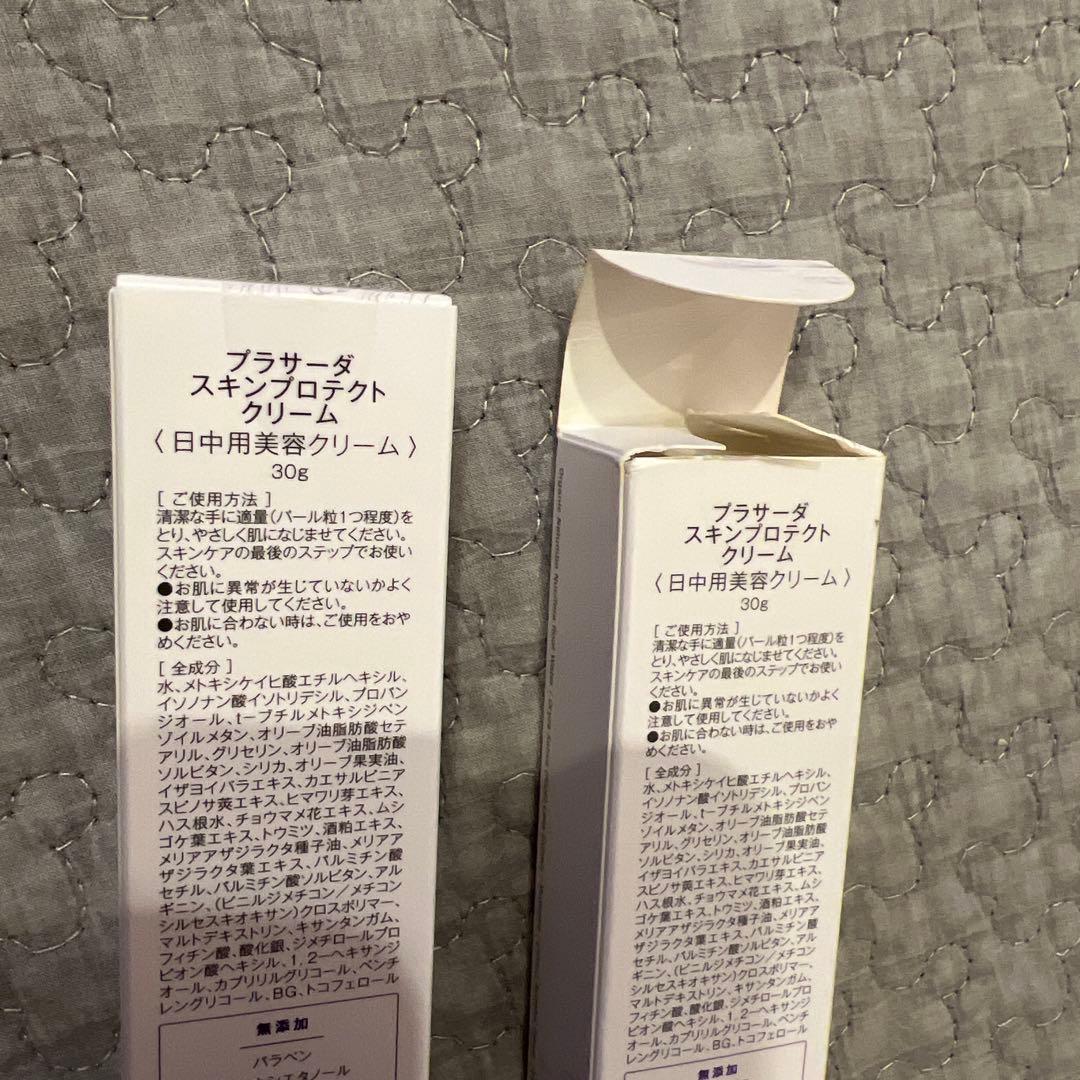 プラサーダ
スキンプロテクト
クリーム
〈 日中用美容クリーム 〉
30g
[ ご使用方法 ]
清潔な手に適量(パール粒1つ程度)を
とり、やさしく肌になじませてください。
スキンケアの最後のステップでお使い
ください。
●お肌に異常が生じていないかよく
注意して使用してください。
●お肌に合わない時は、ご使用をおや
めください。
[ 全成分 ]
水、メトキシケイヒ酸エチルヘキシル、
イソノナン酸イソトリデシル、プロパン
ジオール、t-ブチルメトキシジベン
ゾイルメタン、オリーブ油脂肪酸セテ
アリル、グリセリン、オリーブ油脂肪酸
ソルビタン、シリカ、オリーブ果実油、
イザヨイバラエキス、カエサルピニア
スピノサ莢エキス、ヒマワリ芽エキス、
ハス根水、チョウマメ花エキス、ムシ
ゴケ葉エキス、トウミツ、酒粕エキス、
メリアアザジラクタ種子油、メリアア
ザジラクタ葉エキス、パルミチン酸
セチル、パルミチン酸ソルビタン、アル
ギニン、(ビニルジメチコン/メチコン
シルセスキオキサン)クロスポリマー、
マルトデキストリン、キサンタンガム、
フィチン酸、酸化銀、ジメチロールプロ
ピオン酸ヘキシル、1,2-ヘキサンジ
オール、カプリリルグリコール、ペンチ
レングリコール、BG、トコフェロール
無添加
パラベン
プラサーダ
スキンプロテクト
クリーム
〈 日中用美容クリーム 〉
30g
[ ご使用方法 ]
清潔な手に適量(パール粒1つ程度)を
とり、やさしく肌になじませてください。
スキンケアの最後のステップでお使い
ください。
●お肌に異常が生じていないかよく
注意して使用してください。
●お肌に合わない時は、ご使用をおや
めください。
[ 全成分 ]
水、メトキシケイヒ酸エチルヘキシル、
イソノナン酸イソトリデシル、プロパン
ジオール、t-ブチルメトキシジベン
ゾイルメタン、オリーブ油脂肪酸セテ
アリル、グリセリン、オリーブ油脂肪酸
ソルビタン、シリカ、オリーブ果実油、
イザヨイバラエキス、カエサルピニア
スピノサ莢エキス、ヒマワリ芽エキス、
ハス根水、チョウマメ花エキス、ムシ
ゴケ葉エキス、トウミツ、酒粕エキス、
メリアアザジラクタ種子油、メリアア
ザジラクタ葉エキス、パルミチン酸
セチル、パルミチン酸ソルビタン、アル
ギニン、(ビニルジメチコン/メチコン
シルセスキオキサン)クロスポリマー、
マルトデキストリン、キサンタンガム、
フィチン酸、酸化銀、ジメチロールプロ
ピオン酸ヘキシル、1,2-ヘキサンジ
オール、カプリリルグリコール、ペンチ
レングリコール、BG、トコフェロール
無添加